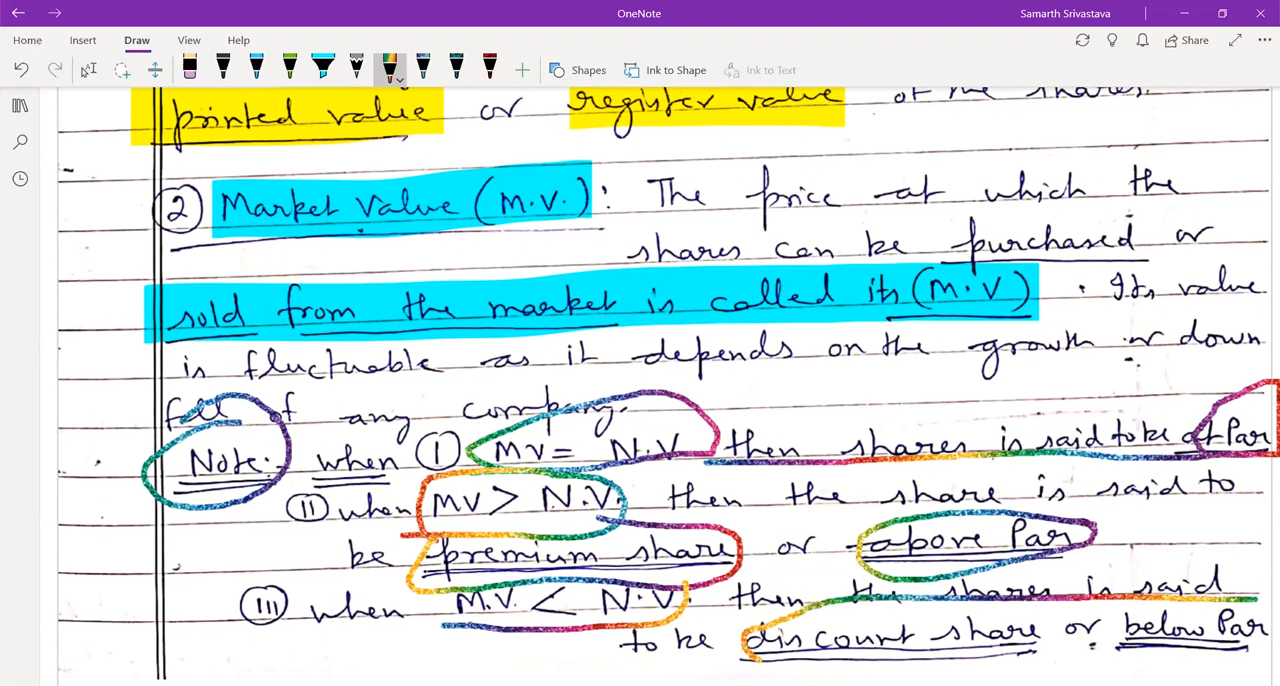 OneNote
Samarth Srivastava
Home Insert Draw View Help
Share
Shapes Ink to Shape Ink to Text
printed value or register value of the shares.
② Market Value (M.V.): The price at which the
shares can be purchased or
sold from the market is called its (M.V). Its value
is fluctuable as it depends on the growth or down
fall of any company.
Note:- when ① MV = N.V then shares is said to be at Par
(II) when MV > N.V. then the share is said to
be premium share or above Par
(III) when M.V. < N.V. then the shares is said
to be discount share or below Par